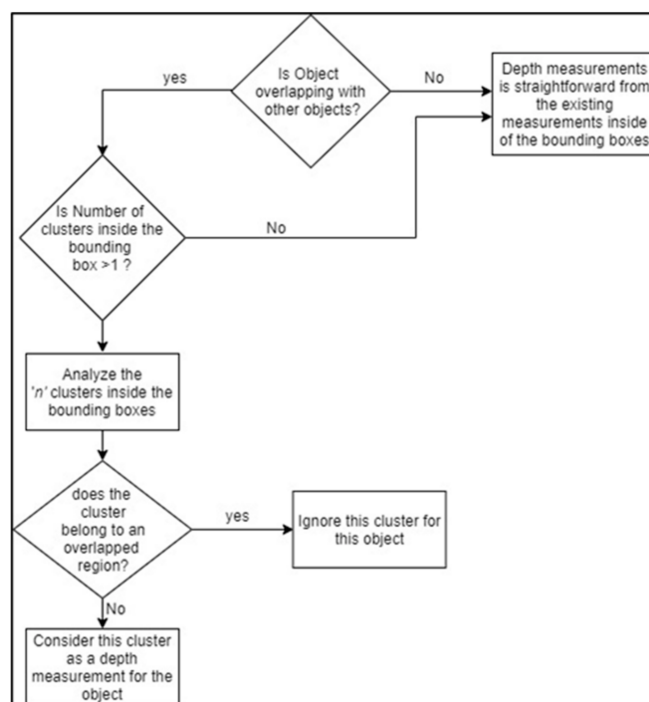 yes
Is Object
overlapping with
other objects?
No
Depth measurements
is straightforward from
the existing
measurements inside
of the bounding boxes
Is Number of
clusters inside the
bounding
box >1 ?
No
Analyze the
'n' clusters inside the
bounding boxes
does the
cluster
belong to an
overlapped
region?
yes
Ignore this cluster for
this object
No
Consider this cluster
as a depth
measurement for the
object